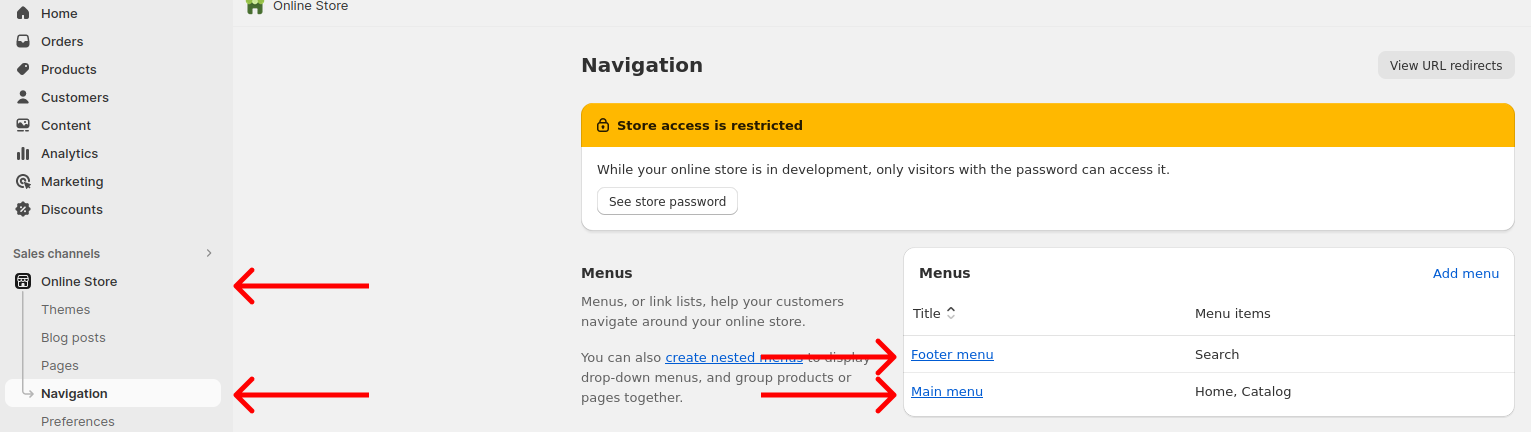 Home
Orders
Products
Customers
Content
Analytics
Marketing
Discounts
Sales channels
Online Store
Themes
Blog posts
Pages
Navigation
Preferences
Online Store
Navigation
View URL redirects
Store access is restricted
While your online store is in development, only visitors with the password can access it.
See store password
Menus
Menus, or link lists, help your customers
navigate around your online store.
You can also create nested menus to display
drop-down menus, and group products or
pages together.
Menus
Add menu
Title
Menu items
Footer menu
Search
Main menu
Home, Catalog